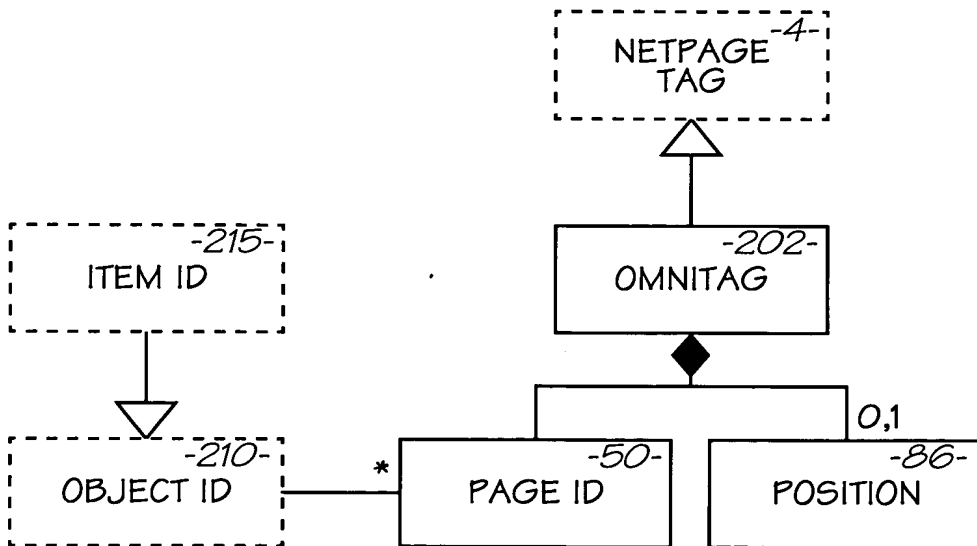 -4-
NETPAGE
TAG
-215-
ITEM ID
-202-
OMNITAG
0,1
-210-
OBJECT ID
*
-50-
PAGE ID
-86-
POSITION